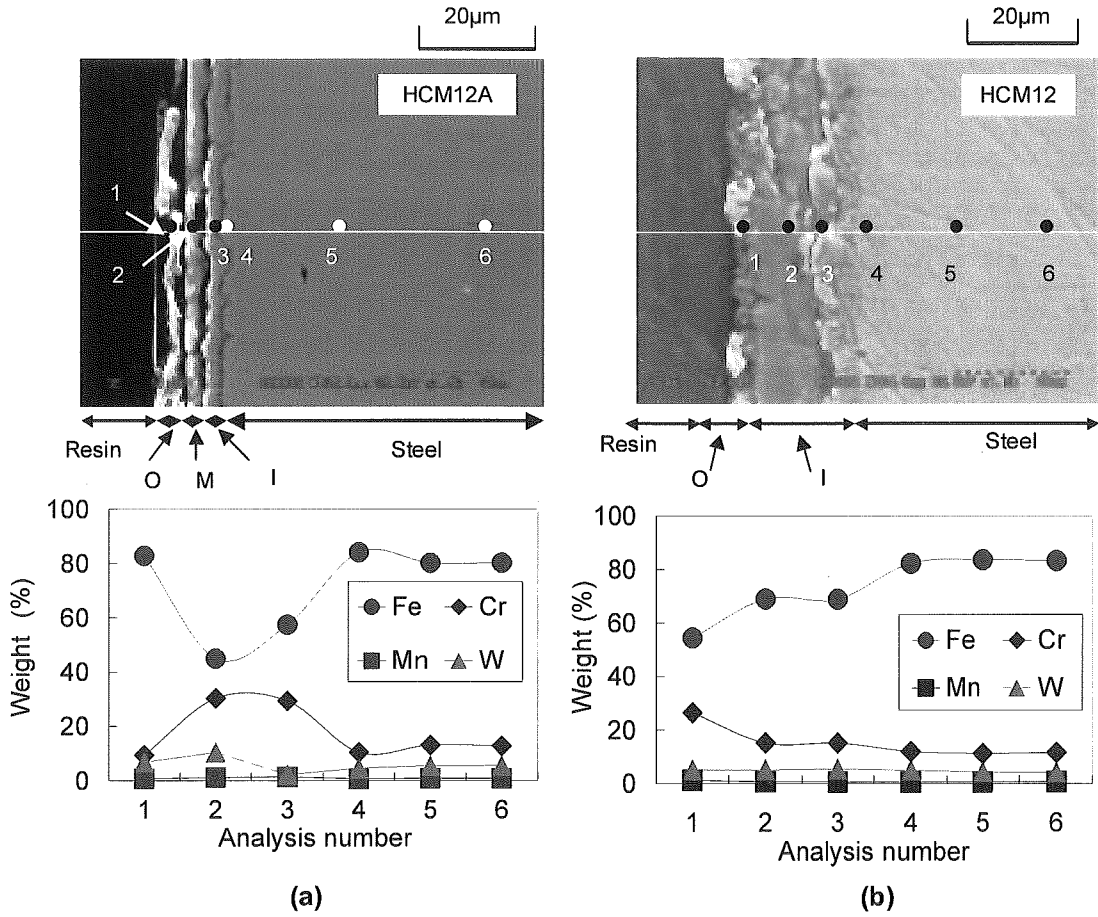 20µm
HCM12A
1
2
3 4 5 6
Resin
O
M
I
Steel
100
80
60
40
20
0
Weight (%)
Fe
Cr
Mn
W
1 2 3 4 5 6
Analysis number
(a)
20µm
HCM12
1 2 3 4 5 6
Resin
O
I
Steel
100
80
60
40
20
0
Weight (%)
Fe
Cr
Mn
W
1 2 3 4 5 6
Analysis number
(b)